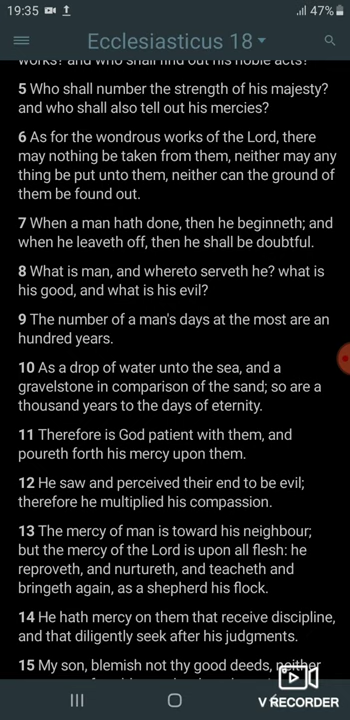 19:35 47%
Ecclesiasticus 18
works? and who shall find out his noble acts?
5 Who shall number the strength of his majesty?
and who shall also tell out his mercies?
6 As for the wondrous works of the Lord, there
may nothing be taken from them, neither may any
thing be put unto them, neither can the ground of
them be found out.
7 When a man hath done, then he beginneth; and
when he leaveth off, then he shall be doubtful.
8 What is man, and whereto serveth he? what is
his good, and what is his evil?
9 The number of a man's days at the most are an
hundred years.
10 As a drop of water unto the sea, and a
gravelstone in comparison of the sand; so are a
thousand years to the days of eternity.
11 Therefore is God patient with them, and
poureth forth his mercy upon them.
12 He saw and perceived their end to be evil;
therefore he multiplied his compassion.
13 The mercy of man is toward his neighbour;
but the mercy of the Lord is upon all flesh: he
reproveth, and nurtureth, and teacheth and
bringeth again, as a shepherd his flock.
14 He hath mercy on them that receive discipline,
and that diligently seek after his judgments.
15 My son, blemish not thy good deeds, neither
V RECORDER